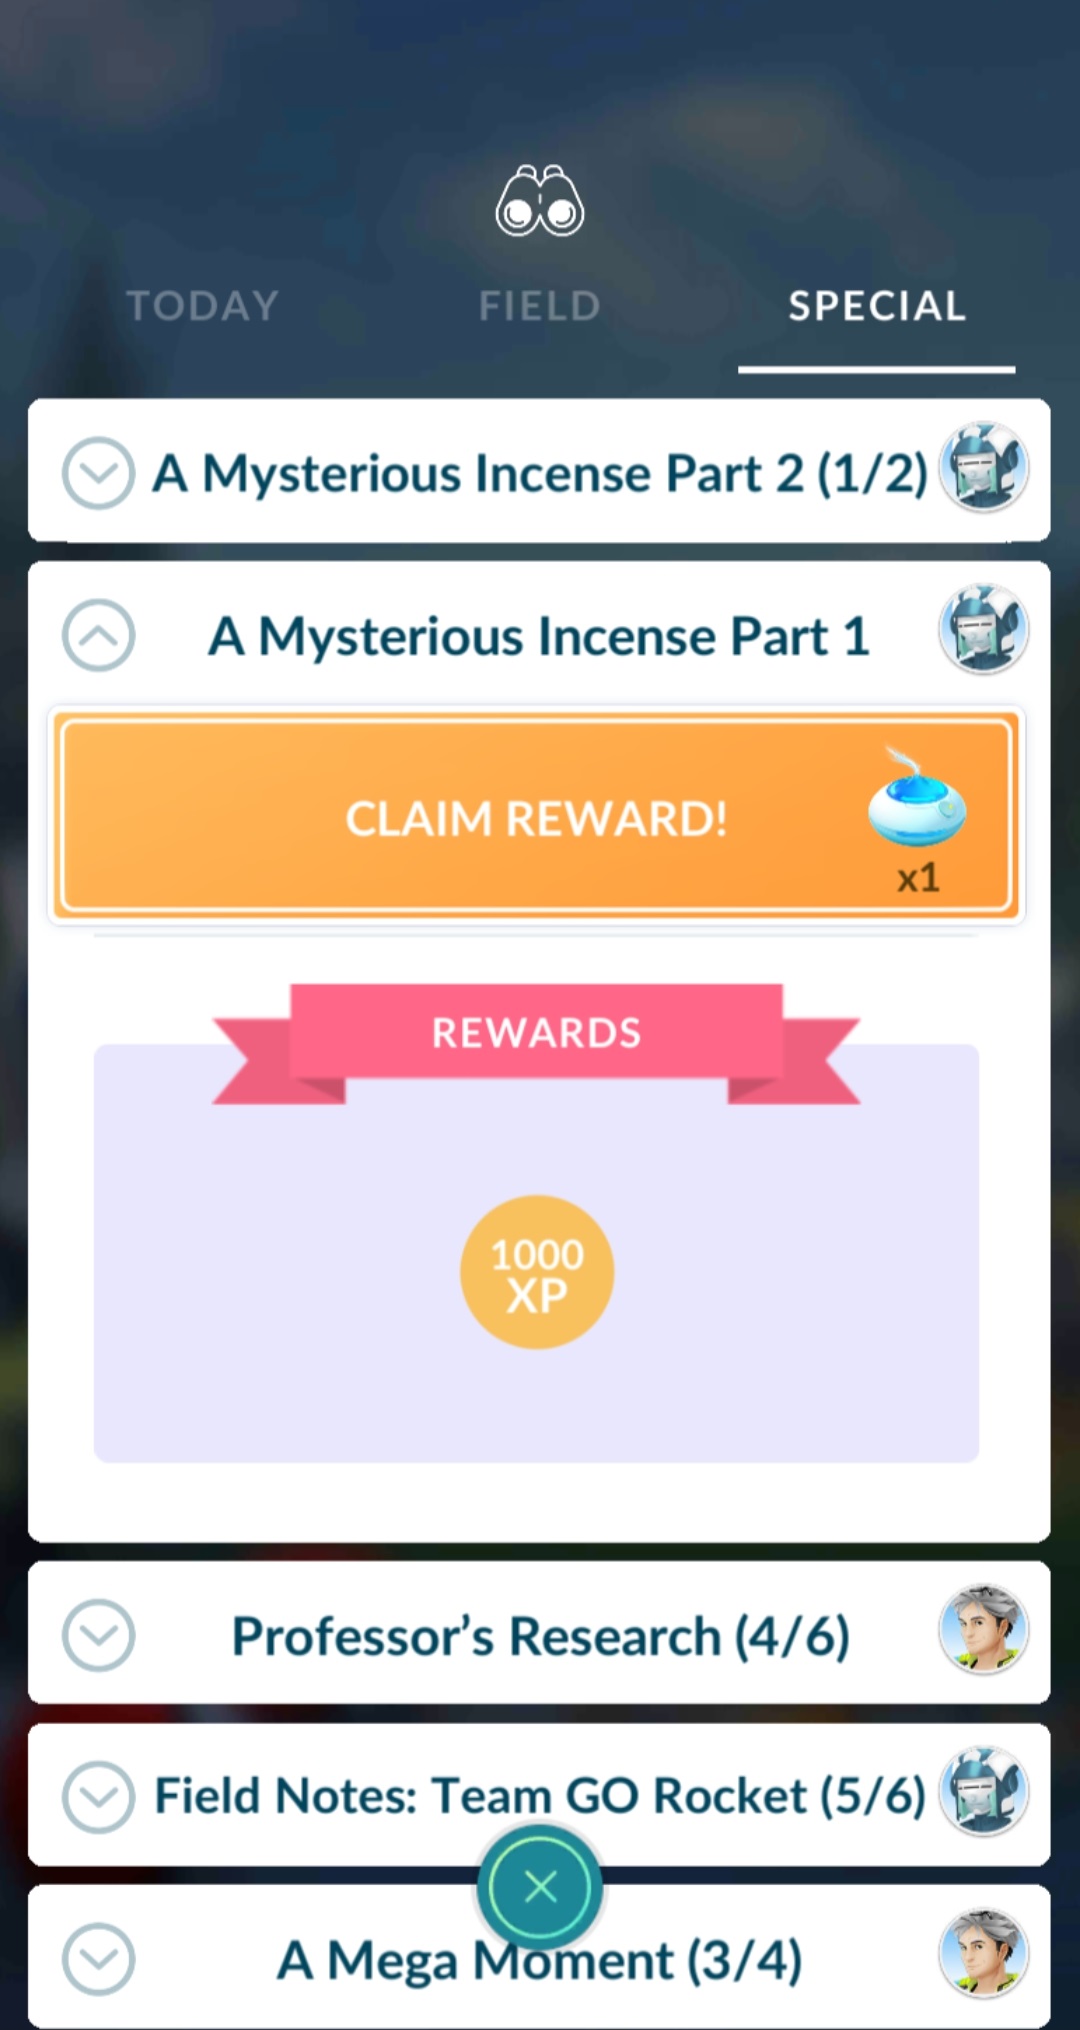 TODAY
FIELD
SPECIAL
A Mysterious Incense Part 2 (1/2)
A Mysterious Incense Part 1
CLAIM REWARD!
x1
REWARDS
1000
XP
Professor’s Research (4/6)
Field Notes: Team GO Rocket (5/6)
A Mega Moment (3/4)